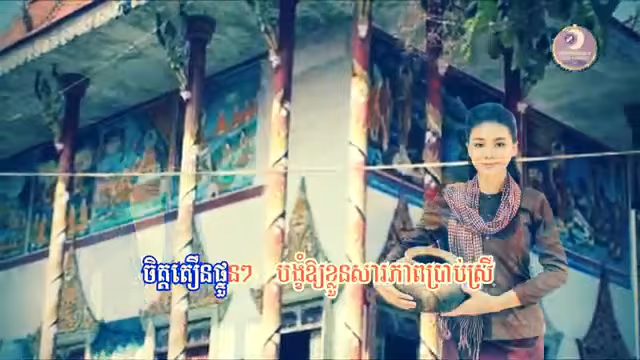 ចិត្តតឿនផ្លួនៗ បង្ខំឱ្យខ្លួនសារភាពប្រាប់ស្រី